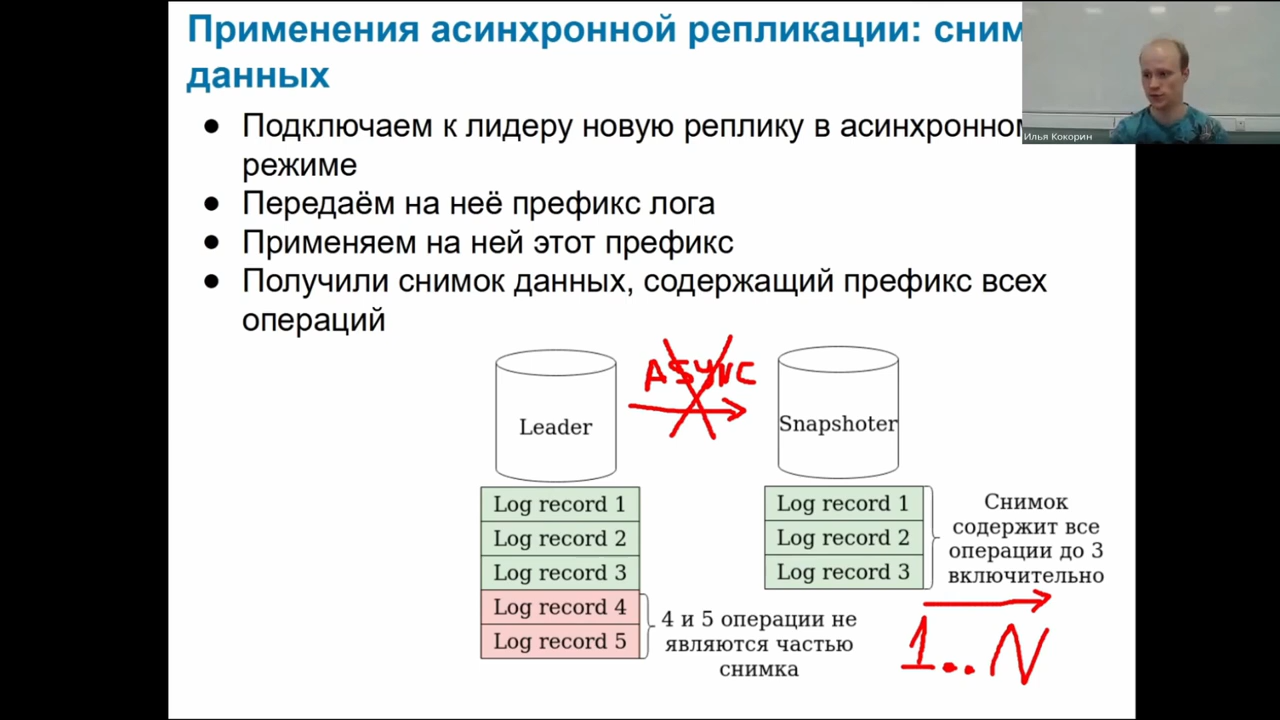 Применения асинхронной репликации: сним
данных
Илья Кокорин
● Подключаем к лидеру новую реплику в асинхронном
режиме
● Передаём на неё префикс лога
● Применяем на ней этот префикс
● Получили снимок данных, содержащий префикс всех
операций
ASYNC
Leader
Snapshoter
Log record 1
Log record 2
Log record 3
Log record 4
Log record 5
4 и 5 операции не
являются частью
снимка
Log record 1
Log record 2
Log record 3
Снимок
содержит все
операции до 3
включительно
1..N